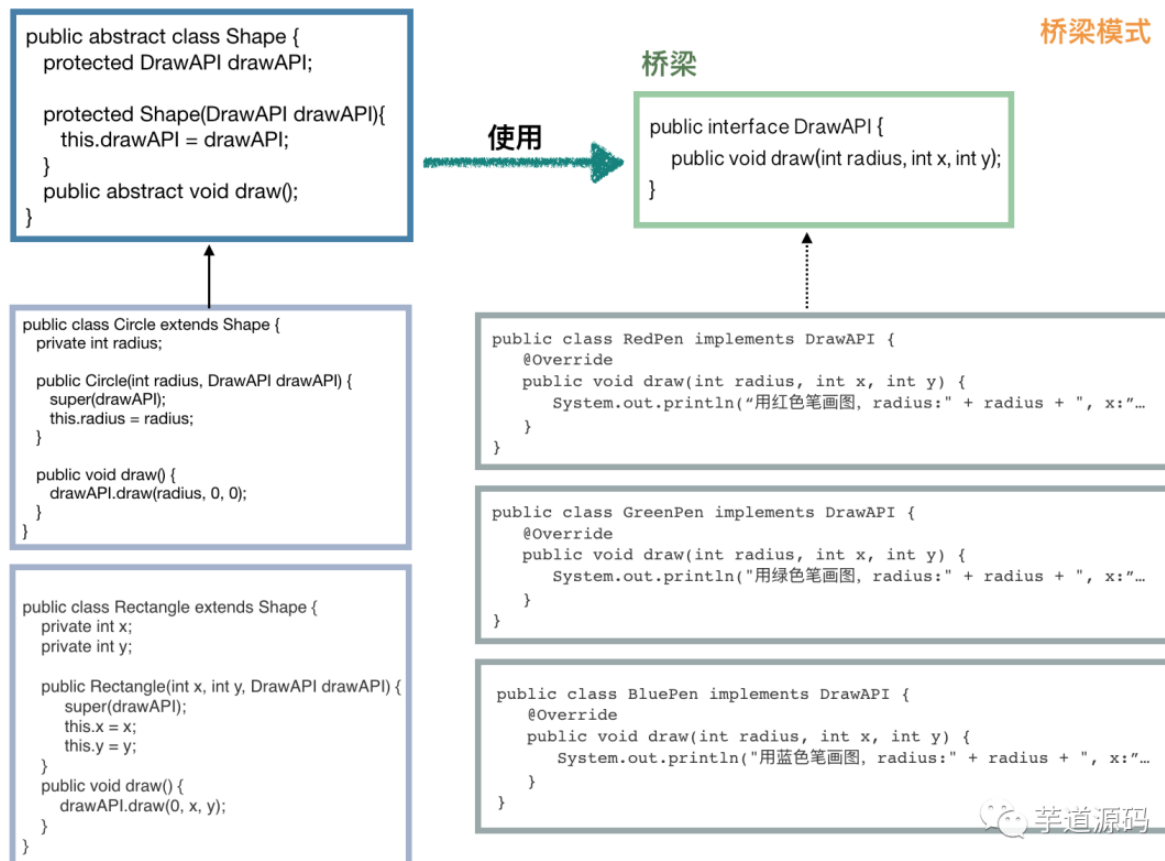 桥梁模式
public abstract class Shape {
protected DrawAPI drawAPI;
protected Shape(DrawAPI drawAPI){
this.drawAPI = drawAPI;
}
public abstract void draw();
}
使用
桥梁
public interface DrawAPI {
public void draw(int radius, int x, int y);
}
public class Circle extends Shape {
private int radius;
public Circle(int radius, DrawAPI drawAPI) {
super(drawAPI);
this.radius = radius;
}
public void draw() {
drawAPI.draw(radius, 0, 0);
}
}
public class Rectangle extends Shape {
private int x;
private int y;
public Rectangle(int x, int y, DrawAPI drawAPI) {
super(drawAPI);
this.x = x;
this.y = y;
}
public void draw() {
drawAPI.draw(0, x, y);
}
}
public class RedPen implements DrawAPI {
@Override
public void draw(int radius, int x, int y) {
System.out.println(“用红色笔画图，radius:" + radius + ", x:”…
}
}
public class GreenPen implements DrawAPI {
@Override
public void draw(int radius, int x, int y) {
System.out.println("用绿色笔画图，radius:" + radius + ", x:”…
}
}
public class BluePen implements DrawAPI {
@Override
public void draw(int radius, int x, int y) {
System.out.println("用蓝色笔画图，radius:" + radius + ", x:”…
}
}
芋道源码